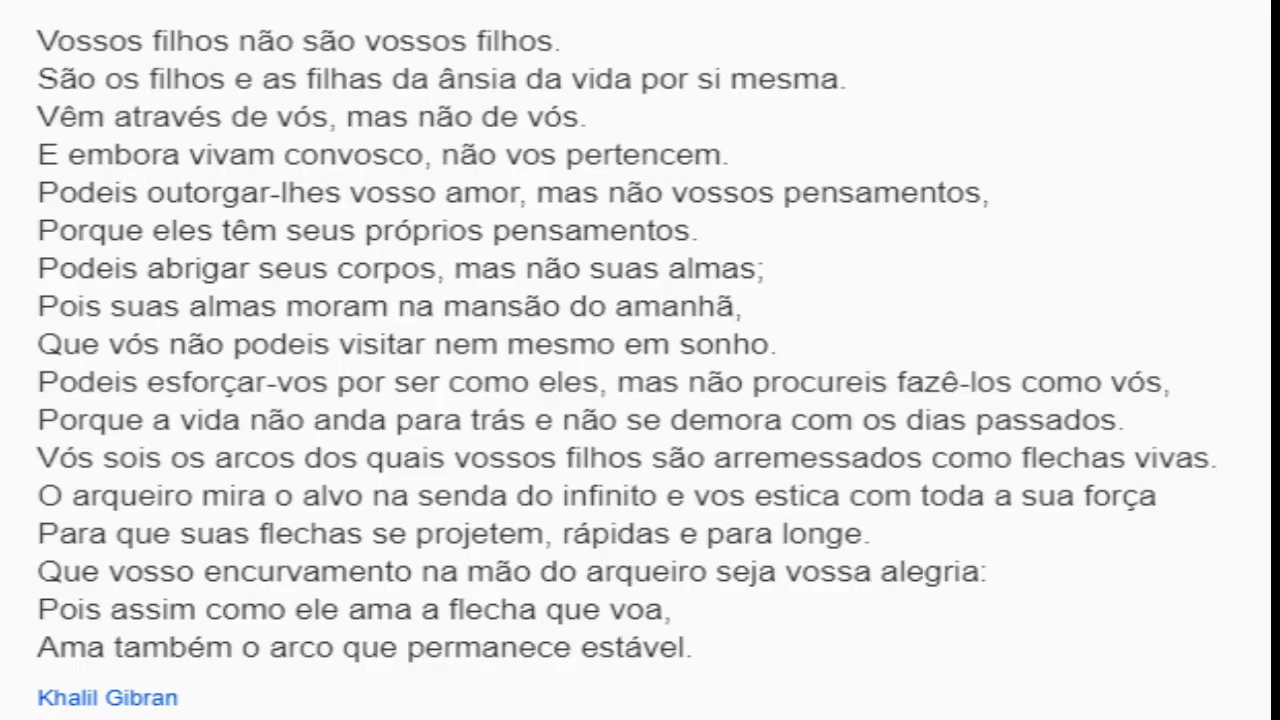 Vossos filhos não são vossos filhos.
São os filhos e as filhas da ânsia da vida por si mesma.
Vêm através de vós, mas não de vós.
E embora vivam convosco, não vos pertencem.
Podeis outorgar-lhes vosso amor, mas não vossos pensamentos,
Porque eles têm seus próprios pensamentos.
Podeis abrigar seus corpos, mas não suas almas;
Pois suas almas moram na mansão do amanhã,
Que vós não podeis visitar nem mesmo em sonho.
Podeis esforçar-vos por ser como eles, mas não procureis fazê-los como vós,
Porque a vida não anda para trás e não se demora com os dias passados.
Vós sois os arcos dos quais vossos filhos são arremessados como flechas vivas.
O arqueiro mira o alvo na senda do infinito e vos estica com toda a sua força
Para que suas flechas se projetem, rápidas e para longe.
Que vosso encurvamento na mão do arqueiro seja vossa alegria:
Pois assim como ele ama a flecha que voa,
Ama também o arco que permanece estável.
Khalil Gibran